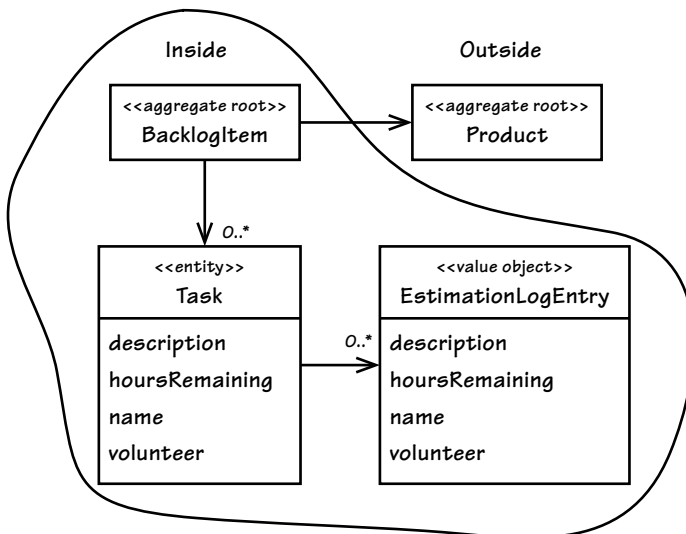 Inside
Outside
<<aggregate root>>
BacklogItem
<<aggregate root>>
Product
0..*
<<entity>>
Task
description
hoursRemaining
name
volunteer
0..*
<<value object>>
EstimationLogEntry
description
hoursRemaining
name
volunteer